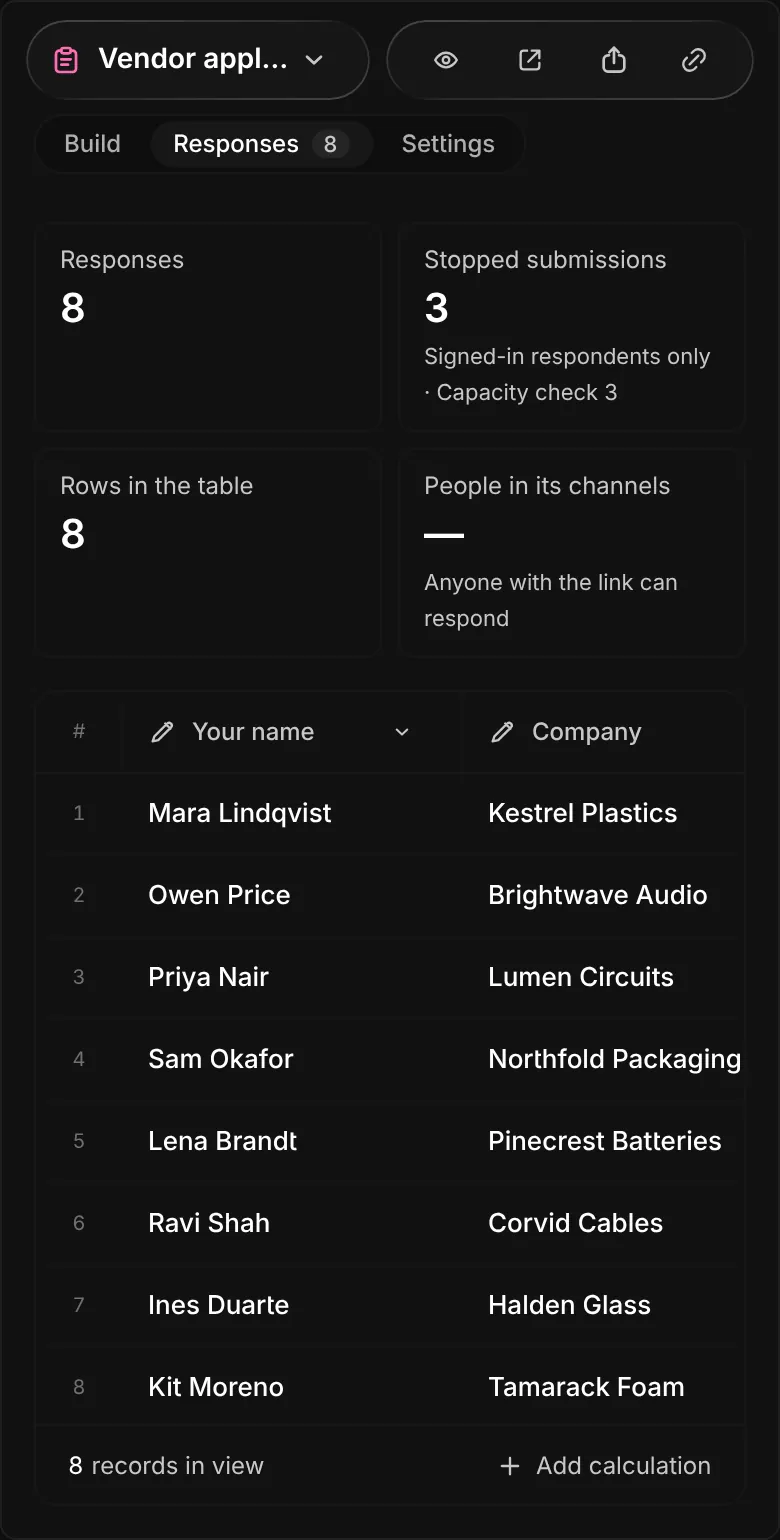 Vendor appl...
Build
Responses 8
Settings
Responses
8
Stopped submissions
3
Signed-in respondents only
· Capacity check 3
Rows in the table
8
People in its channels
—
Anyone with the link can
respond
# Your name Company
1 Mara Lindqvist Kestrel Plastics
2 Owen Price Brightwave Audio
3 Priya Nair Lumen Circuits
4 Sam Okafor Northfold Packaging
5 Lena Brandt Pinecrest Batteries
6 Ravi Shah Corvid Cables
7 Ines Duarte Halden Glass
8 Kit Moreno Tamarack Foam
8 records in view
+ Add calculation